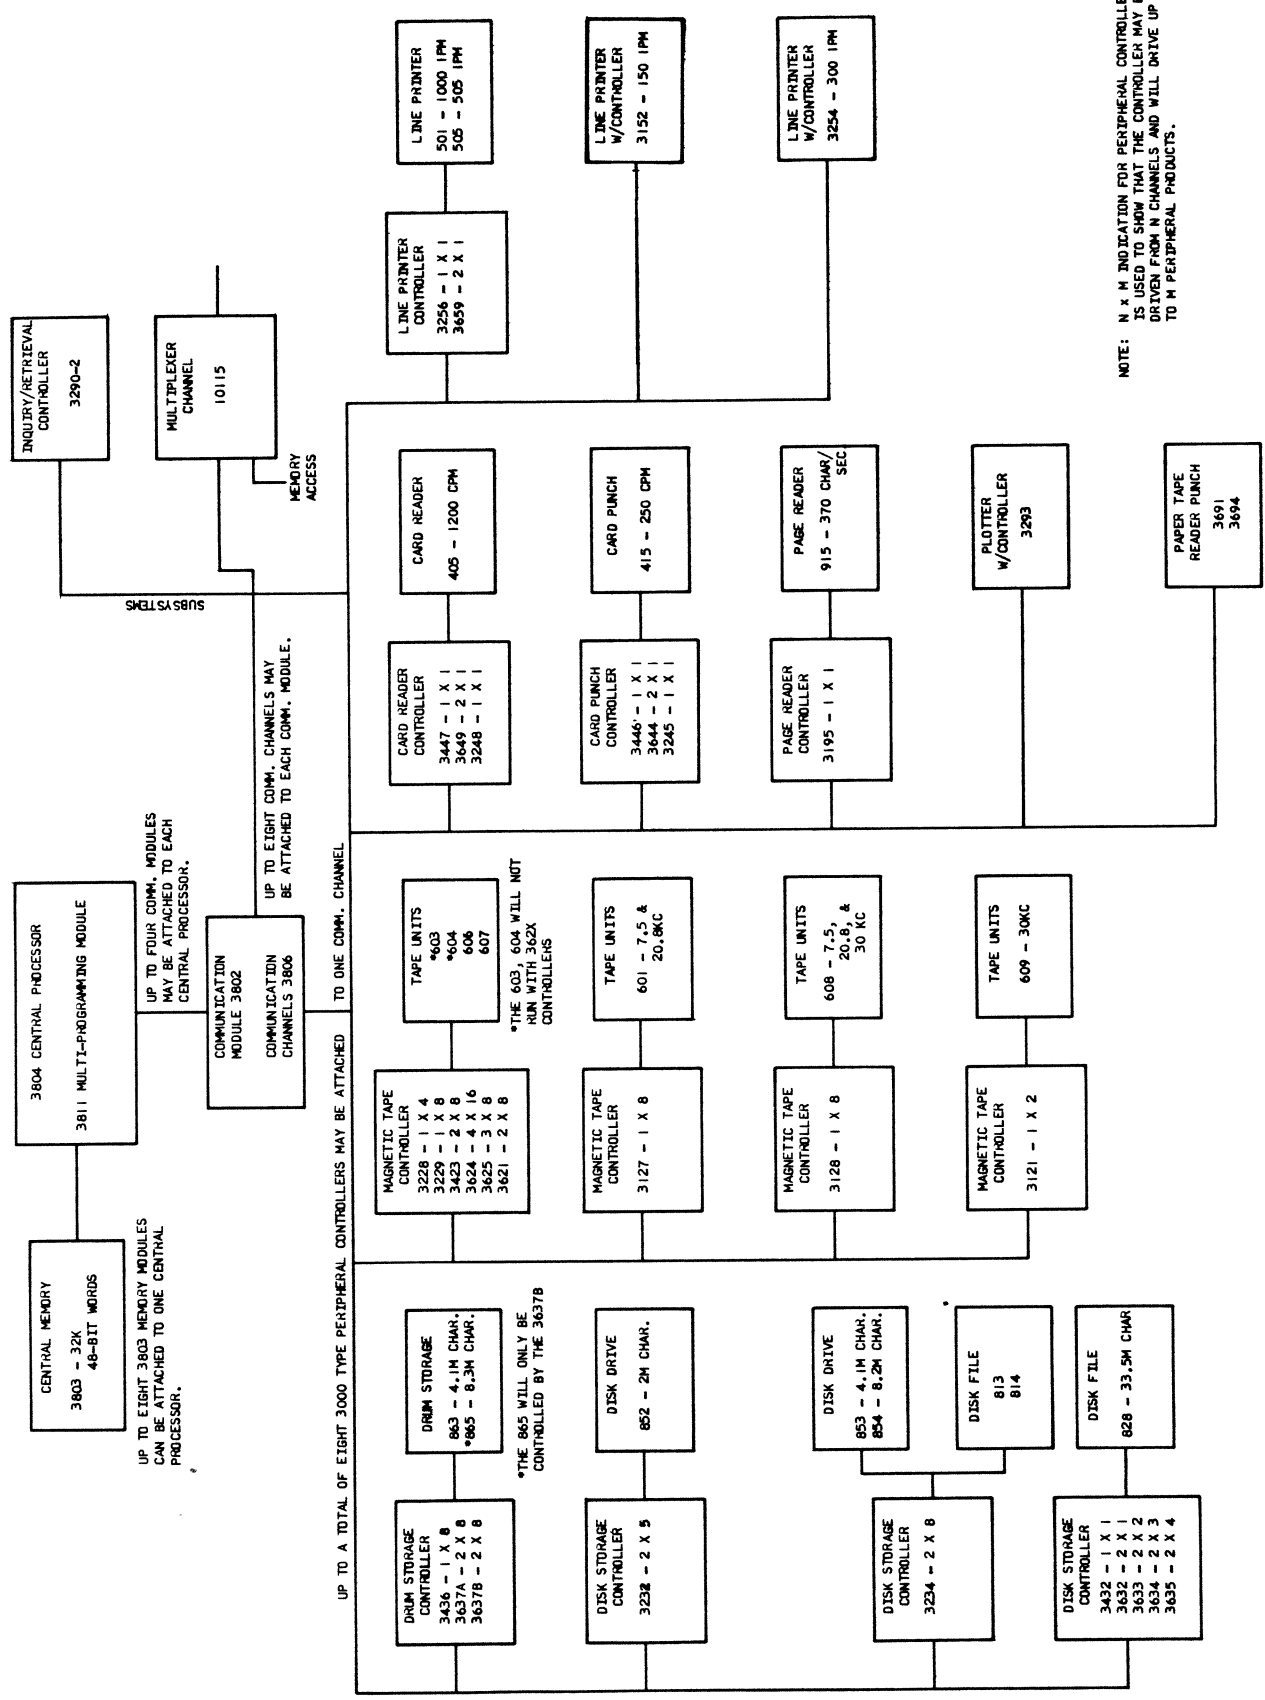 3804 CENTRAL PROCESSOR
3811 MULTI-PROGRAMMING MODULE
CENTRAL MEMORY
3803 - 32K
48-BIT WORDS
UP TO EIGHT 3803 MEMORY MODULES
CAN BE ATTACHED TO ONE CENTRAL
PROCESSOR.
UP TO FOUR COMM. MODULES
MAY BE ATTACHED TO EACH
CENTRAL PROCESSOR.
COMMUNICATION
MODULE 3802
COMMUNICATION
CHANNELS 3806
UP TO EIGHT COMM. CHANNELS MAY
BE ATTACHED TO EACH COMM. MODULE.
INQUIRY/RETRIEVAL
CONTROLLER
3290-2
MULTIPLEXER
CHANNEL
10115
MEMORY
ACCESS
SUBSYSTEMS
UP TO A TOTAL OF EIGHT 3000 TYPE PERIPHERAL CONTROLLERS MAY BE ATTACHED TO ONE COMM. CHANNEL
DRUM STORAGE
CONTROLLER
3436 - 1 X 8
3637A - 2 X 8
3637B - 2 X 8
DRUM STORAGE
863 - 4.1M CHAR.
*865 - 8.3M CHAR.
*THE 865 WILL ONLY BE
CONTROLLED BY THE 3637B
DISK STORAGE
CONTROLLER
3232 - 2 X 5
DISK DRIVE
852 - 2M CHAR.
DISK STORAGE
CONTROLLER
3234 - 2 X 8
DISK DRIVE
853 - 4.1M CHAR.
854 - 8.2M CHAR.
DISK FILE
813
814
DISK STORAGE
CONTROLLER
3432 - 1 X 1
3632 - 2 X 1
3633 - 2 X 2
3634 - 2 X 3
3635 - 2 X 4
DISK FILE
828 - 33.5M CHAR
MAGNETIC TAPE
CONTROLLER
3228 - 1 X 4
3229 - 1 X 8
3423 - 2 X 8
3624 - 4 X 16
3625 - 3 X 8
3621 - 2 X 8
TAPE UNITS
*603
*604
606
607
*THE 603, 604 WILL NOT
RUN WITH 362X
CONTROLLERS
MAGNETIC TAPE
CONTROLLER
3127 - 1 X 8
TAPE UNITS
601 - 7.5 &
20.8KC
MAGNETIC TAPE
CONTROLLER
3128 - 1 X 8
TAPE UNITS
608 - 7.5,
20.8, &
30 KC
MAGNETIC TAPE
CONTROLLER
3121 - 1 X 2
TAPE UNITS
609 - 30KC
CARD READER
CONTROLLER
3447 - 1 X 1
3649 - 2 X 1
3248 - 1 X 1
CARD READER
405 - 1200 CPM
CARD PUNCH
CONTROLLER
3446 - 1 X 1
3644 - 2 X 1
3245 - 1 X 1
CARD PUNCH
415 - 250 CPM
PAGE READER
CONTROLLER
3195 - 1 X 1
PAGE READER
915 - 370 CHAR/
SEC
PLOTTER
W/CONTROLLER
3293
PAPER TAPE
READER PUNCH
3691
3694
LINE PRINTER
CONTROLLER
3256 - 1 X 1
3659 - 2 X 1
LINE PRINTER
501 - 1000 1PM
505 - 505 1PM
LINE PRINTER
W/CONTROLLER
3152 - 150 1PM
LINE PRINTER
W/CONTROLLER
3254 - 300 1PM
NOTE: N x M INDICATION FOR PERIPHERAL
IS USED TO SHOW THAT THE CONTROLLER MAY
DRIVEN FROM N CHANNELS AND WILL DRIVE UP
TO M PERIPHERAL PRODUCTS.